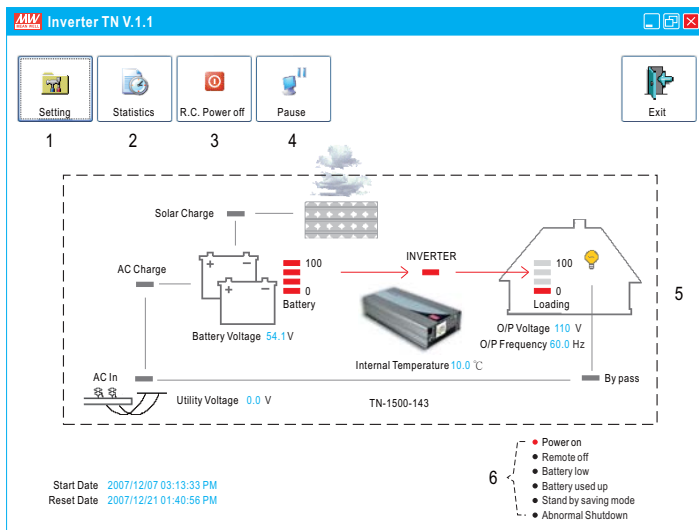 MW MEAN WELL Inverter TN V.1.1
Setting
Statistics
R.C. Power off
Pause
Exit
1
2
3
4
Solar Charge
AC Charge
+ -
+ -
100
0
Battery
INVERTER
100
0
Loading
5
Battery Voltage 54.1V
O/P Voltage 110 V
O/P Frequency 60.0 Hz
Internal Temperature 10.0 ℃
AC In
By pass
Utility Voltage 0.0 V
TN-1500-143
6
Power on
Remote off
Battery low
Battery used up
Stand by saving mode
Abnormal Shutdown
Start Date 2007/12/07 03:13:33 PM
Reset Date 2007/12/21 01:40:56 PM